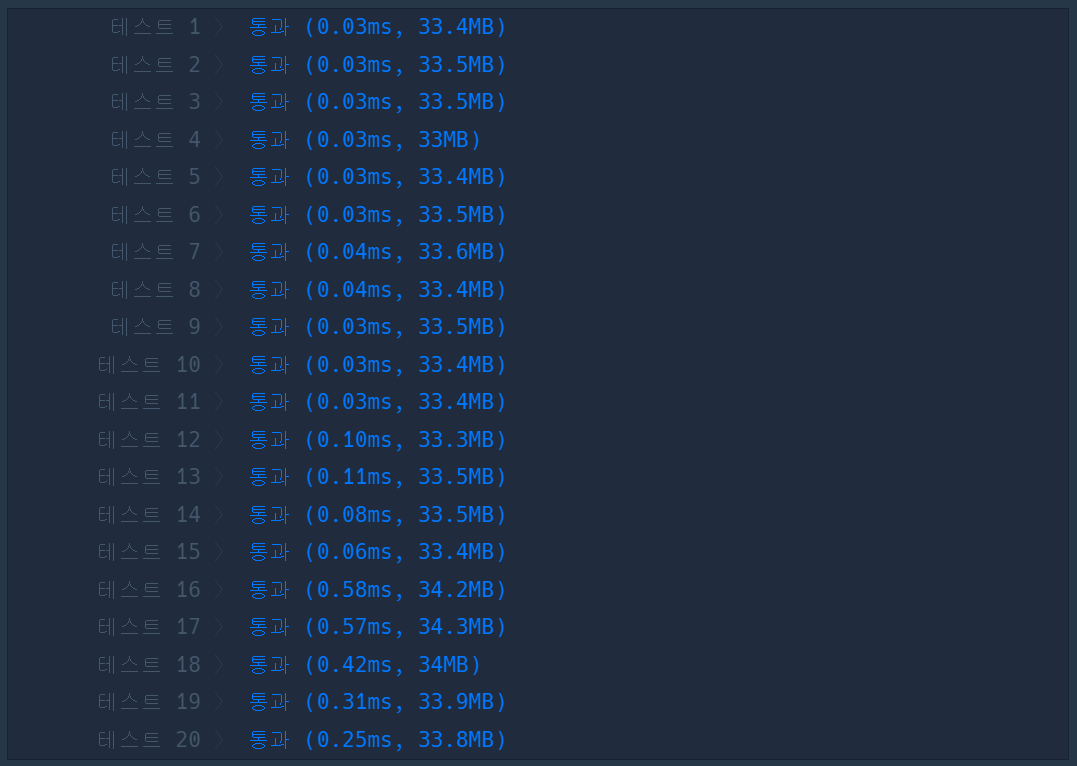 테스트 1 〉 통과 (0.03ms, 33.4MB)
테스트 2 〉 통과 (0.03ms, 33.5MB)
테스트 3 〉 통과 (0.03ms, 33.5MB)
테스트 4 〉 통과 (0.03ms, 33MB)
테스트 5 〉 통과 (0.03ms, 33.4MB)
테스트 6 〉 통과 (0.03ms, 33.5MB)
테스트 7 〉 통과 (0.04ms, 33.6MB)
테스트 8 〉 통과 (0.04ms, 33.4MB)
테스트 9 〉 통과 (0.03ms, 33.5MB)
테스트 10 〉 통과 (0.03ms, 33.4MB)
테스트 11 〉 통과 (0.03ms, 33.4MB)
테스트 12 〉 통과 (0.10ms, 33.3MB)
테스트 13 〉 통과 (0.11ms, 33.5MB)
테스트 14 〉 통과 (0.08ms, 33.5MB)
테스트 15 〉 통과 (0.06ms, 33.4MB)
테스트 16 〉 통과 (0.58ms, 34.2MB)
테스트 17 〉 통과 (0.57ms, 34.3MB)
테스트 18 〉 통과 (0.42ms, 34MB)
테스트 19 〉 통과 (0.31ms, 33.9MB)
테스트 20 〉 통과 (0.25ms, 33.8MB)